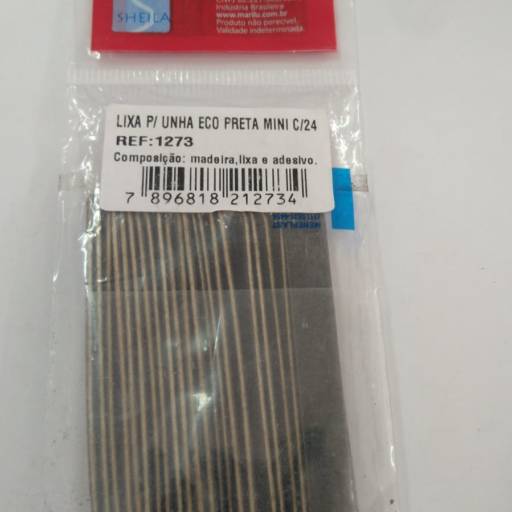 SHEILA
Indústria Brasileira
www.marilu.com.br
Produto não perecível.
Validade indeterminada.
LIXA P/ UNHA ECO PRETA MINI C/24
REF:1273
Composição: madeira,lixa e adesivo.
7 896818 212734